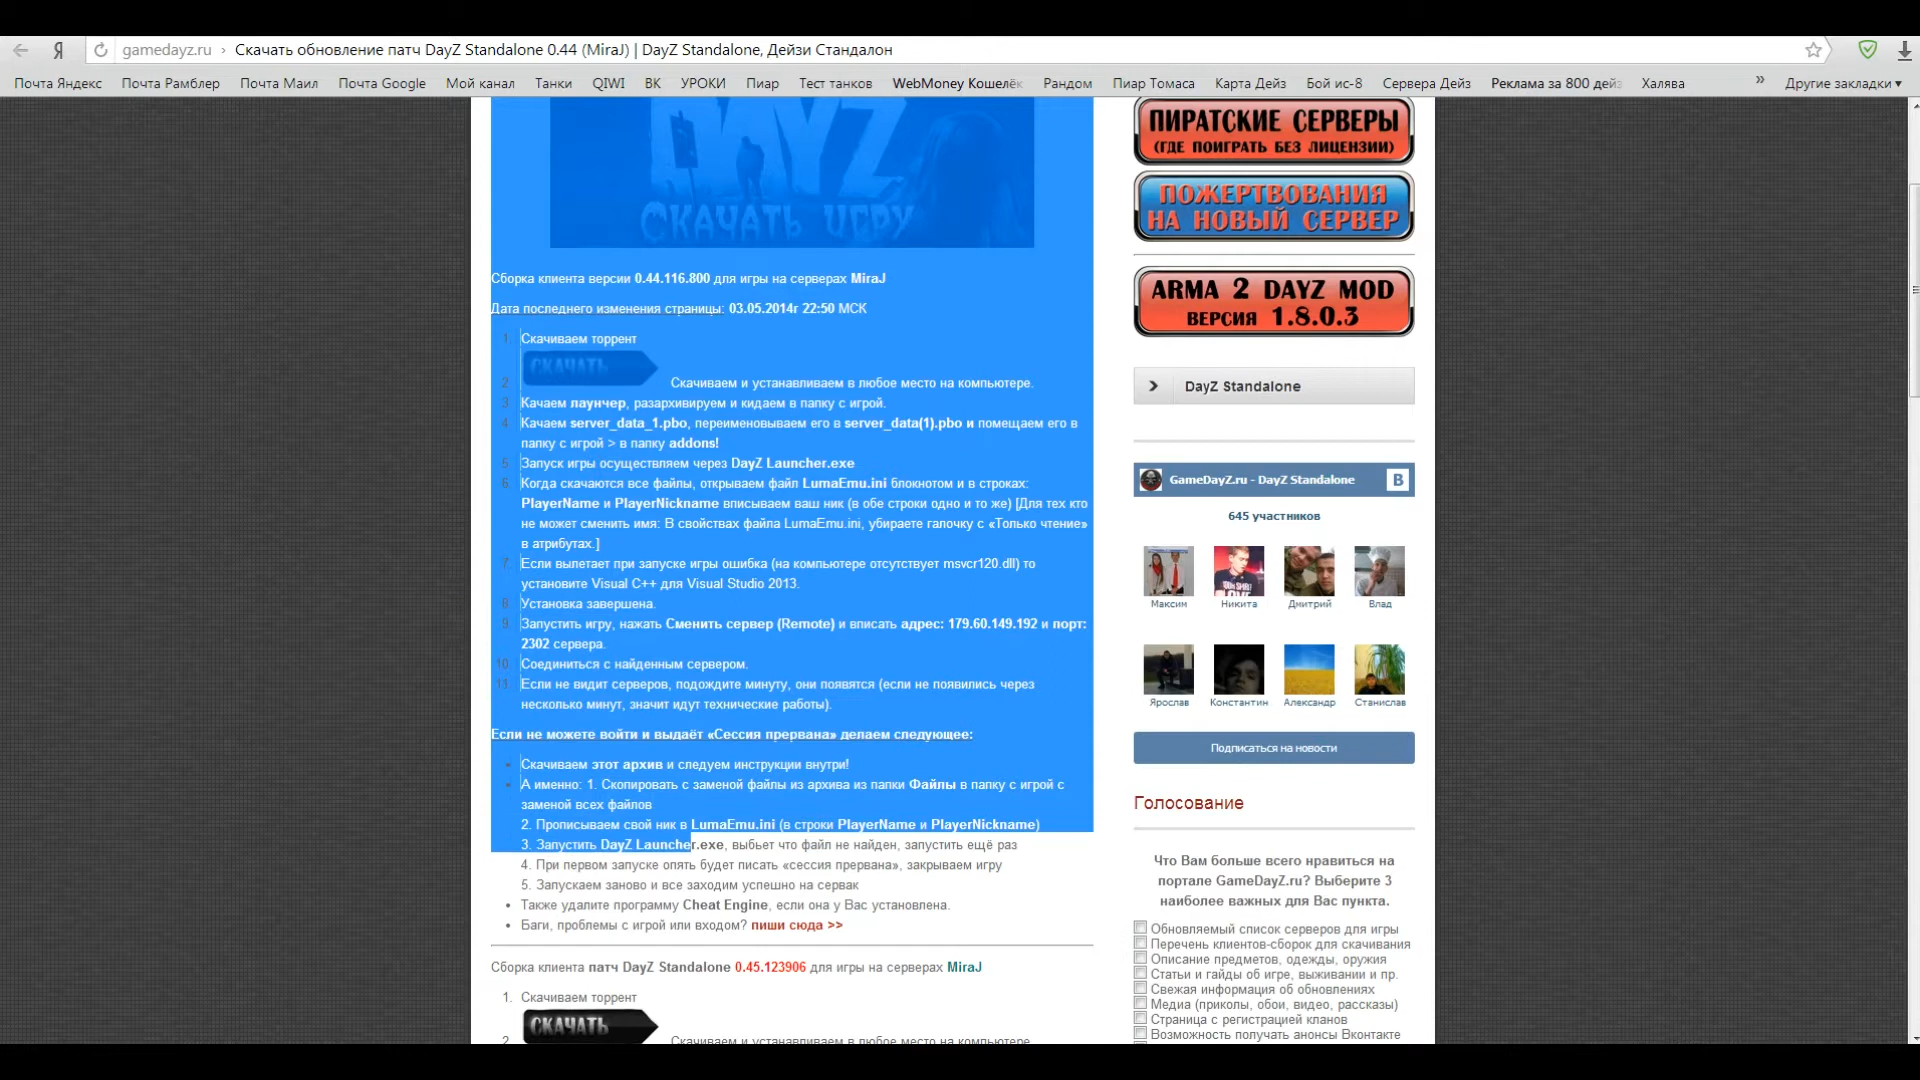 gamedayz.ru › Скачать обновление патч DayZ Standalone 0.44 (MiraJ) | DayZ Standalone, Дейзи Стандалон
Почта Яндекс Почта Рамблер Почта Маил Почта Google Мой канал Танки QIWI ВК УРОКИ Пиар Тест танков WebMoney Кошелёк Рандом Пиар Томаса Карта Дейз Бой ис-8 Сервера Дейз Реклама за 800 дейз Халява » Другие закладки
DAYZ
СКАЧАТЬ ИГРУ
Сборка клиента версии 0.44.116.800 для игры на серверах MiraJ
Дата последнего изменения страницы: 03.05.2014г 22:50 МСК
1. Скачиваем торрент
СКАЧАТЬ
2. Скачиваем и устанавливаем в любое место на компьютере.
3. Качаем лаунчер, разархивируем и кидаем в папку с игрой.
4. Качаем server_data_1.pbo, переименовываем его в server_data(1).pbo и помещаем его в
папку с игрой > в папку addons!
5. Запуск игры осуществляем через DayZ Launcher.exe
6. Когда скачаются все файлы, открываем файл LumaEmu.ini блокнотом и в строках:
PlayerName и PlayerNickname вписываем ваш ник (в обе строки одно и то же) [Для тех кто
не может сменить имя: В свойствах файла LumaEmu.ini, убираете галочку с «Только чтение»
в атрибутах.]
7. Если вылетает при запуске игры ошибка (на компьютере отсутствует msvcr120.dll) то
установите Visual C++ для Visual Studio 2013.
8. Установка завершена.
9. Запустить игру, нажать Сменить сервер (Remote) и вписать адрес: 179.60.149.192 и порт:
2302 сервера.
10. Соединиться с найденным сервером.
11. Если не видит серверов, подождите минуту, они появятся (если не появились через
несколько минут, значит идут технические работы).
Если не можете войти и выдаёт «Сессия прервана» делаем следующее:
• Скачиваем этот архив и следуем инструкции внутри!
• А именно: 1. Скопировать с заменой файлы из архива из папки Файлы в папку с игрой с
заменой всех файлов
2. Прописываем свой ник в LumaEmu.ini (в строки PlayerName и PlayerNickname)
3. Запустить DayZ Launcher.exe, выбьет что файл не найден, запустить ещё раз
4. При первом запуске опять будет писать «сессия прервана», закрываем игру
5. Запускаем заново и все заходим успешно на сервак
• Также удалите программу Cheat Engine, если она у Вас установлена.
• Баги, проблемы с игрой или входом? пиши сюда >>
Сборка клиента патч DayZ Standalone 0.45.123906 для игры на серверах MiraJ
1. Скачиваем торрент
СКАЧАТЬ
2. Скачиваем и устанавливаем в любое место на компьютере.
ПИРАТСКИЕ СЕРВЕРЫ
(ГДЕ ПОИГРАТЬ БЕЗ ЛИЦЕНЗИИ)
ПОЖЕРТВОВАНИЯ
НА НОВЫЙ СЕРВЕР
ARMA 2 DAYZ MOD
ВЕРСИЯ 1.8.0.3
DayZ Standalone
GameDayZ.ru - DayZ Standalone B
645 участников
Максим Никита Дмитрий Влад
Ярослав Константин Александр Станислав
Подписаться на новости
Голосование
Что Вам больше всего нравиться на
портале GameDayZ.ru? Выберите 3
наиболее важных для Вас пункта.
Обновляемый список серверов для игры
Перечень клиентов-сборок для скачивания
Описание предметов, одежды, оружия
Статьи и гайды об игре, выживании и пр.
Свежая информация об обновлениях
Медиа (приколы, обои, видео, рассказы)
Страница с регистрацией кланов
Возможность получать анонсы Вконтакте